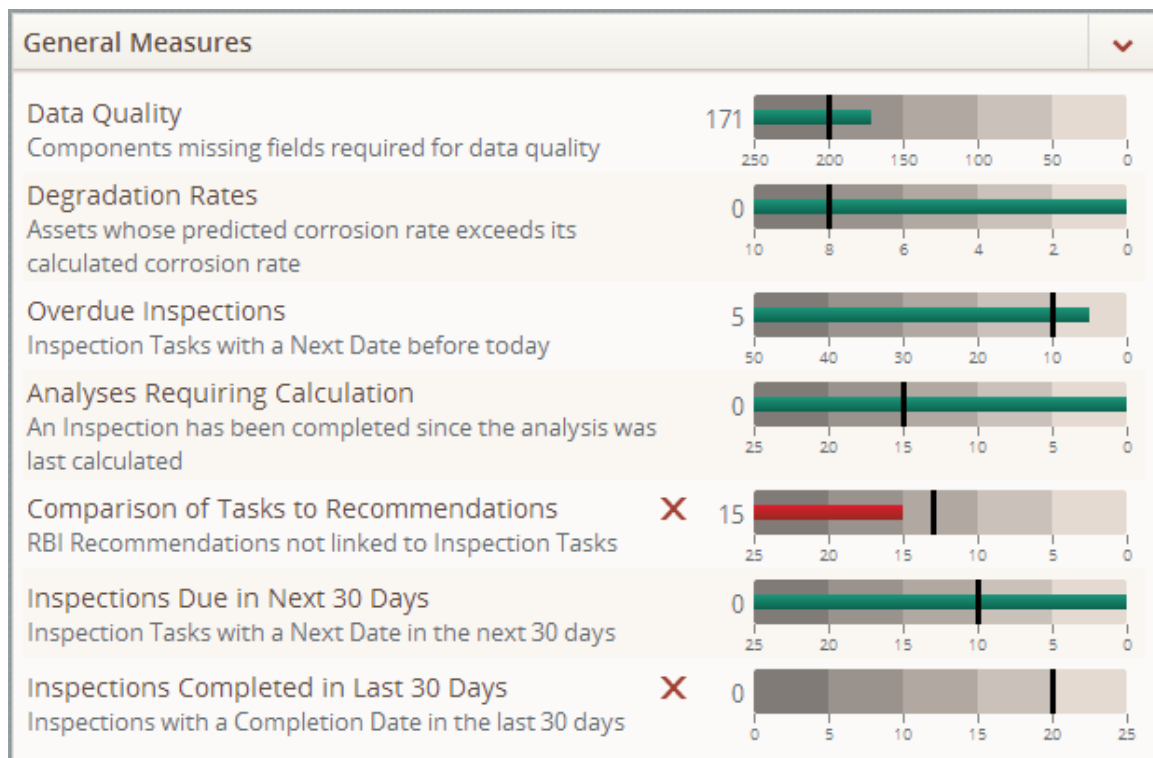 General Measures
Data Quality
Components missing fields required for data quality
171
250 200 150 100 50 0
Degradation Rates
Assets whose predicted corrosion rate exceeds its
calculated corrosion rate
0
10 8 6 4 2 0
Overdue Inspections
Inspection Tasks with a Next Date before today
5
50 40 30 20 10 0
Analyses Requiring Calculation
An Inspection has been completed since the analysis was
last calculated
0
25 20 15 10 5 0
Comparison of Tasks to Recommendations
RBI Recommendations not linked to Inspection Tasks
15
25 20 15 10 5 0
Inspections Due in Next 30 Days
Inspection Tasks with a Next Date in the next 30 days
0
25 20 15 10 5 0
Inspections Completed in Last 30 Days
Inspections with a Completion Date in the last 30 days
0
0 5 10 15 20 25